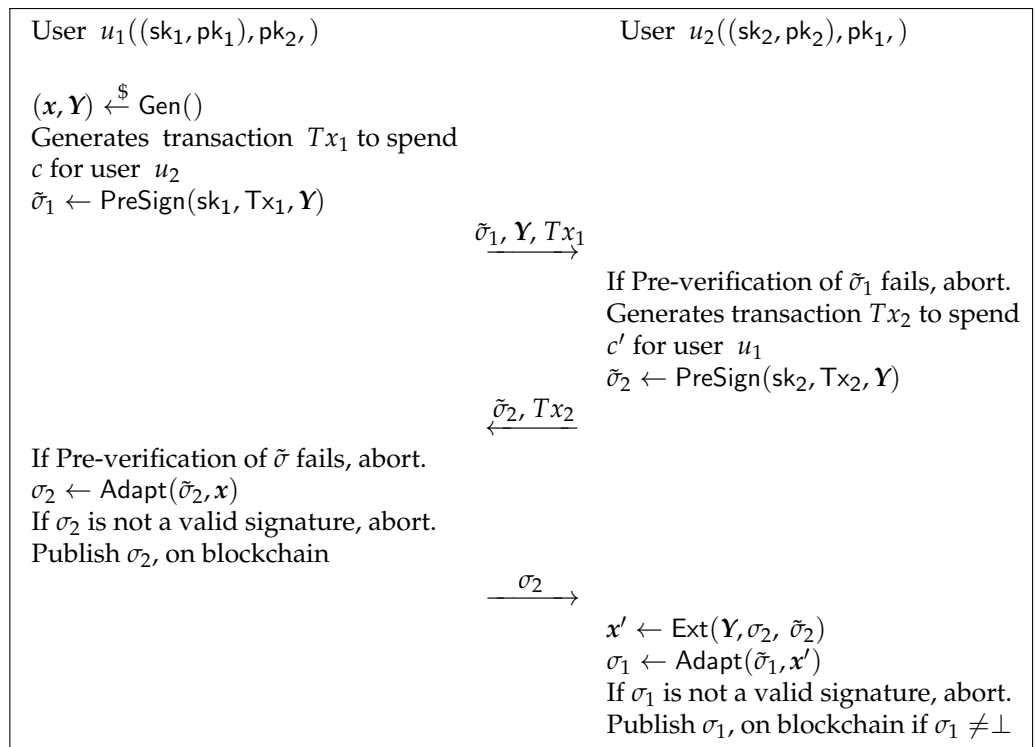 User u₁((sk₁, pk₁), pk₂, )
User u₂((sk₂, pk₂), pk₁, )
(x, Y) ←$ Gen()
Generates transaction Tx₁ to spend
c for user u₂
σ̃₁ ← PreSign(sk₁, Tx₁, Y)
σ̃₁, Y, Tx₁
If Pre-verification of σ̃₁ fails, abort.
Generates transaction Tx₂ to spend
c′ for user u₁
σ̃₂ ← PreSign(sk₂, Tx₂, Y)
σ̃₂, Tx₂
If Pre-verification of σ̃ fails, abort.
σ₂ ← Adapt(σ̃₂, x)
If σ₂ is not a valid signature, abort.
Publish σ₂, on blockchain
σ₂
x′ ← Ext(Y, σ₂, σ̃₂)
σ₁ ← Adapt(σ̃₁, x′)
If σ₁ is not a valid signature, abort.
Publish σ₁, on blockchain if σ₁ ≠⊥